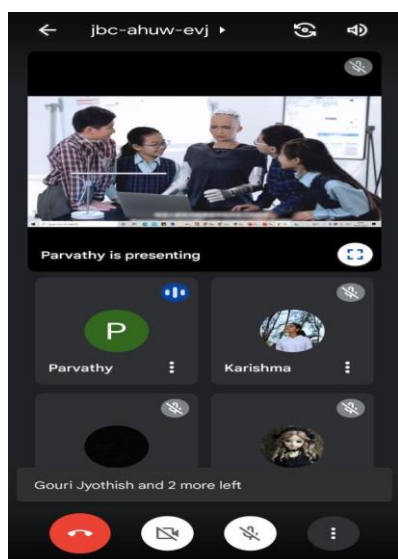 jbc-ahuw-evj
Parvathy is presenting
P
Parvathy
Karishma
Gouri Jyothish and 2 more left